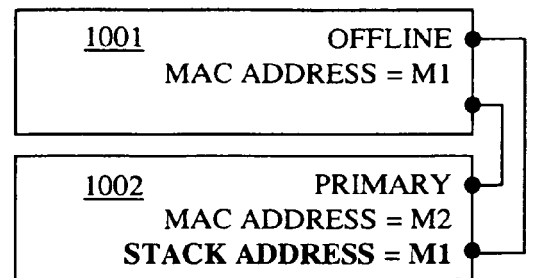 1001 OFFLINE
MAC ADDRESS = M1
1002 PRIMARY
MAC ADDRESS = M2
STACK ADDRESS = M1